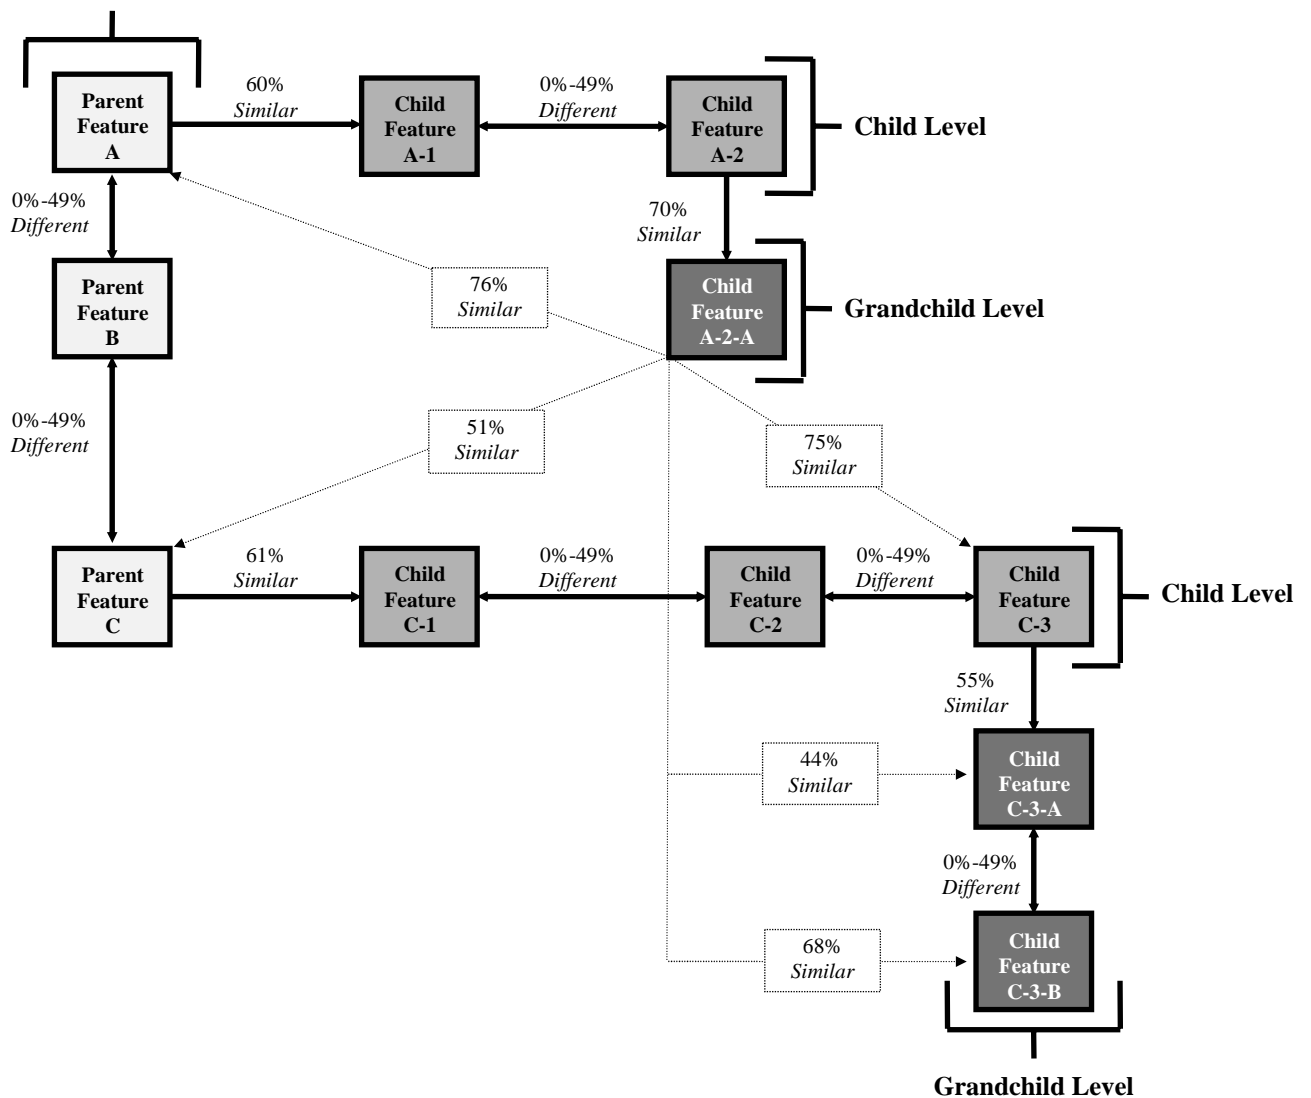 Parent
Feature
A
60%
Similar
Child
Feature
A-1
0%-49%
Different
Child
Feature
A-2
Child Level
0%-49%
Different
70%
Similar
Parent
Feature
B
76%
Similar
Child
Feature
A-2-A
Grandchild Level
0%-49%
Different
51%
Similar
75%
Similar
Parent
Feature
C
61%
Similar
Child
Feature
C-1
0%-49%
Different
Child
Feature
C-2
0%-49%
Different
Child
Feature
C-3
Child Level
55%
Similar
44%
Similar
Child
Feature
C-3-A
0%-49%
Different
68%
Similar
Child
Feature
C-3-B
Grandchild Level